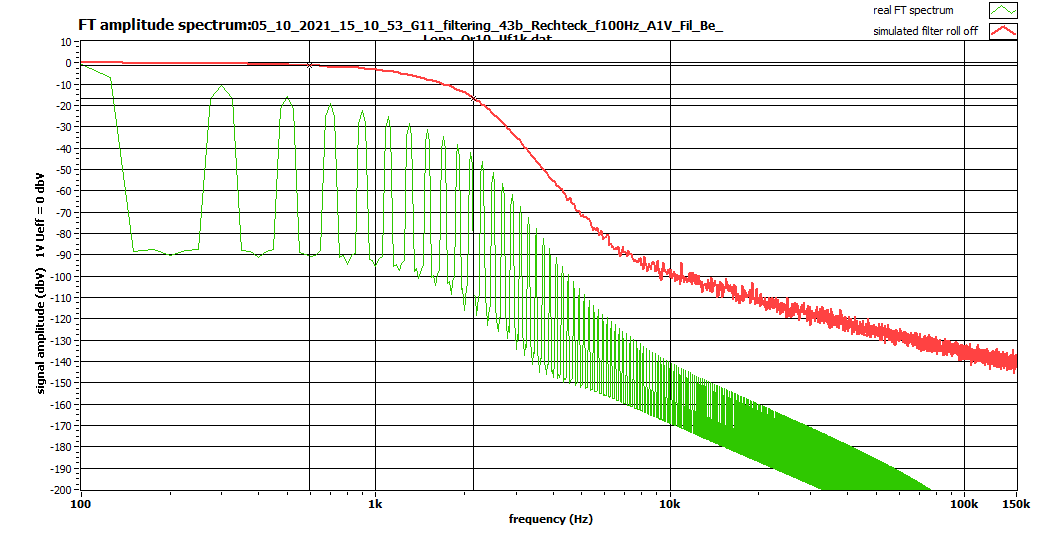 FT amplitude spectrum:05_10_2021_15_10_53_G11_filtering_43b_Rechteck_f100Hz_A1V_Fil_Be_
real FT spectrum
simulated filter roll off
10
0
-10
-20
-30
-40
-50
-60
-70
-80
-90
-100
-110
-120
-130
-140
-150
-160
-170
-180
-190
-200
signal amplitude (dbV) 1V Ueff = 0 dbV
100
1k
10k
100k
150k
frequency (Hz)